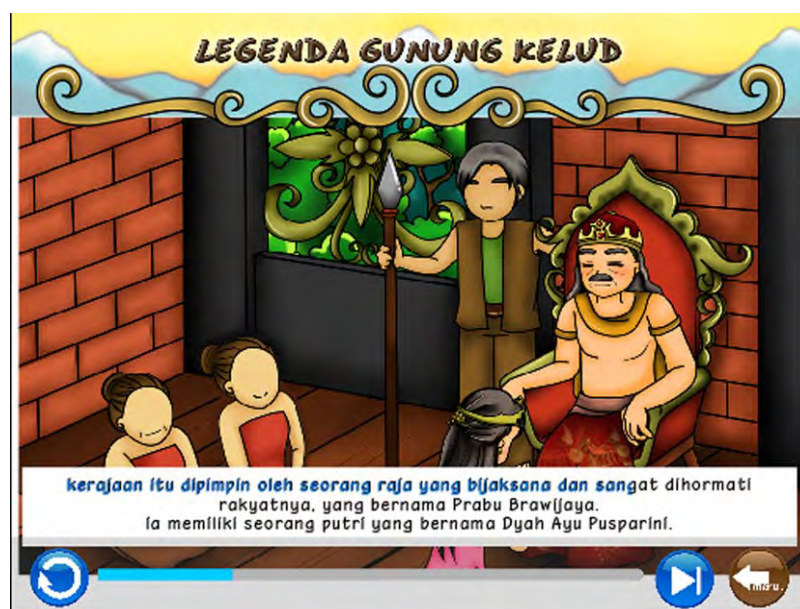 LEGENDA GUNUNG KELUD
kerajaan itu dipimpin oleh seorang raja yang bijaksana dan sangat dihormati
rakyatnya, yang bernama Prabu Brawijaya.
Ia memiliki seorang putri yang bernama Dyah Ayu Pusparini.